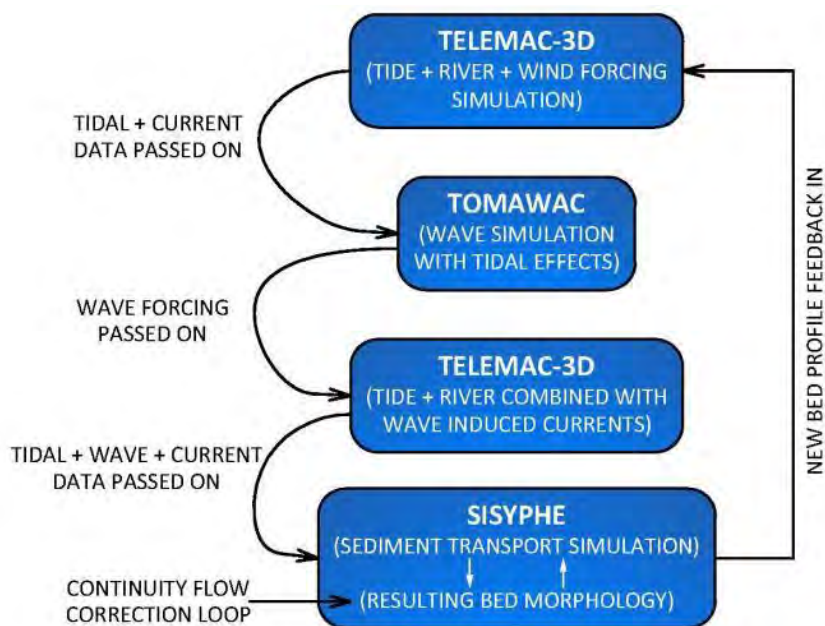 TELEMAC-3D
(TIDE + RIVER + WIND FORCING
SIMULATION)
TIDAL + CURRENT
DATA PASSED ON
TOMAWAC
(WAVE SIMULATION
WITH TIDAL EFFECTS)
WAVE FORCING
PASSED ON
TELEMAC-3D
(TIDE + RIVER COMBINED WITH
WAVE INDUCED CURRENTS)
TIDAL + WAVE + CURRENT
DATA PASSED ON
SISYPHE
(SEDIMENT TRANSPORT SIMULATION)
CONTINUITY FLOW
CORRECTION LOOP
(RESULTING BED MORPHOLOGY)
NEW BED PROFILE FEEDBACK IN